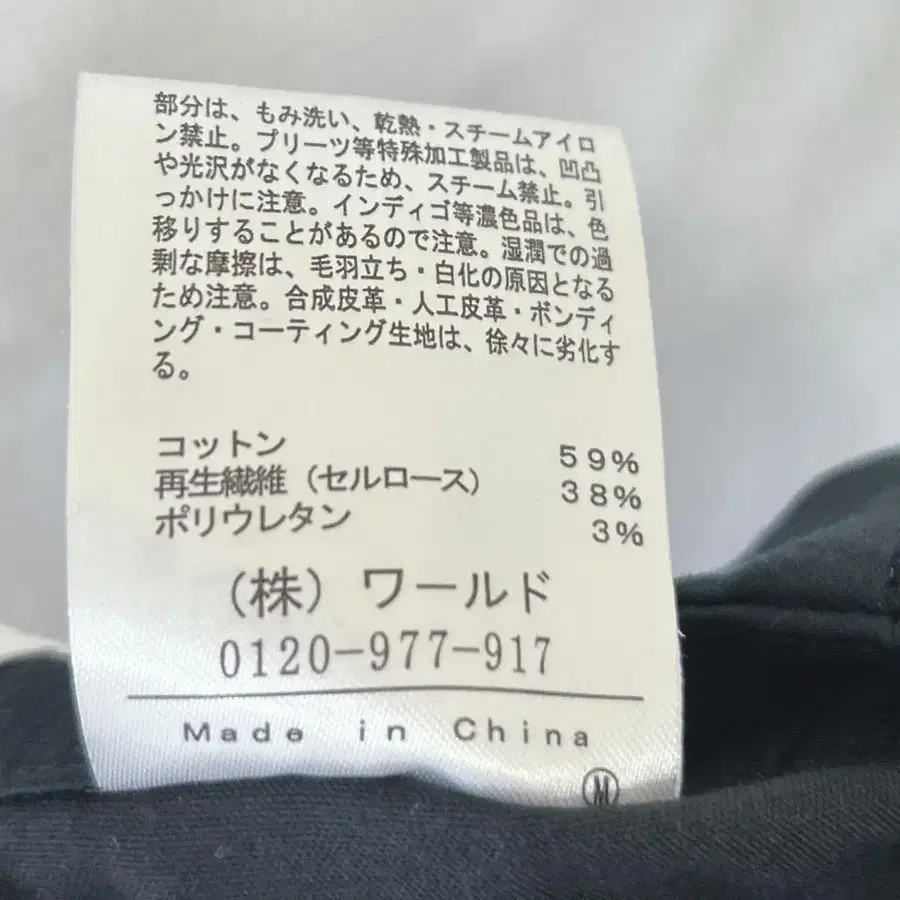 部分は、もみ洗い、乾熱・スチームアイロ
ン禁止。プリーツ等特殊加工製品は、凹凸
や光沢がなくなるため、スチーム禁止。引
っかけに注意。インディゴ等濃色品は、色
移りすることがあるので注意。湿潤での過
剰な摩擦は、毛羽立ち・白化の原因となる
ため注意。合成皮革・人工皮革・ボンディ
ング・コーティング生地は、徐々に劣化す
る。
コットン 59%
再生繊維（セルロース） 38%
ポリウレタン 3%
（株）ワールド
0120-977-917
Made in China
Ⓜ